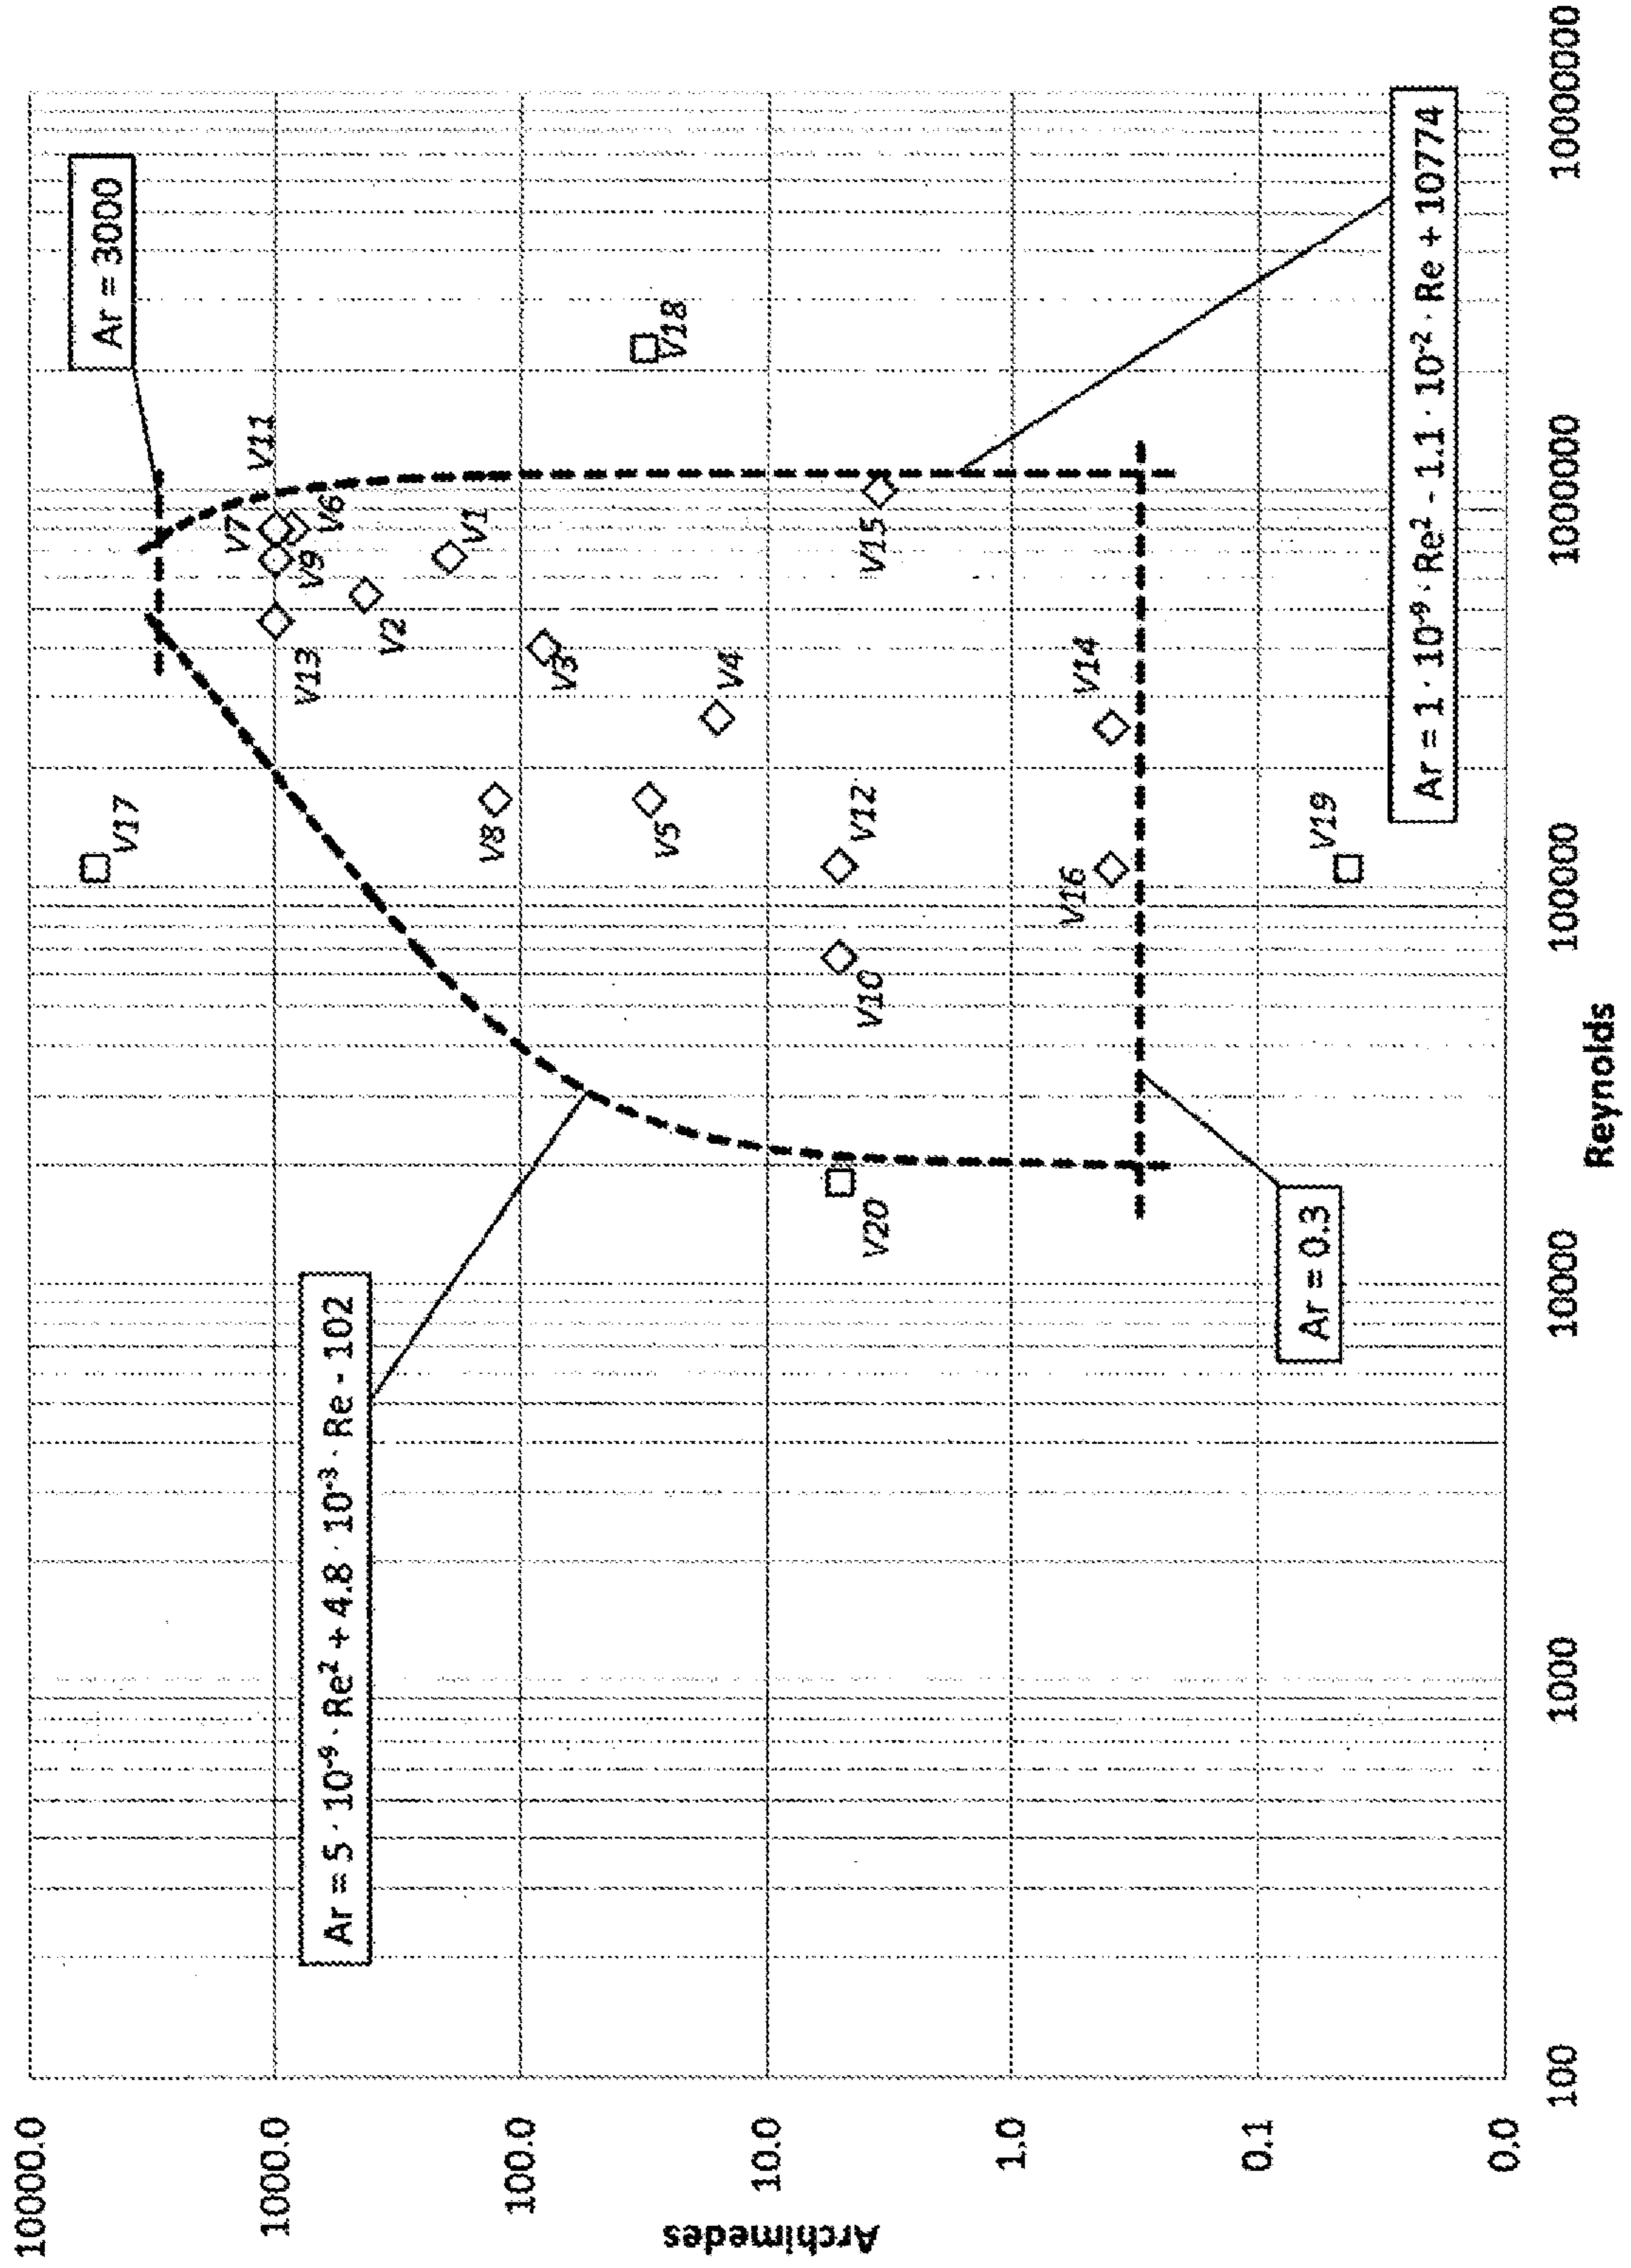 10000.0
1000.0
100.0
10.0
1.0
0.1
0.0
Archimedes
Ar = 3000
V17
V11
V7
V6
V9
V13
V2
V1
V8
V3
V18
V5
V4
Ar = 5 · 10⁻⁹ · Re² + 4.8 · 10⁻³ · Re - 102
V20
V10
V12
V15
V16
V14
Ar = 0.3
V19
Ar = 1 · 10⁻⁹ · Re² - 1.1 · 10⁻² · Re + 10774
100
1000
10000
100000
1000000
10000000
Reynolds